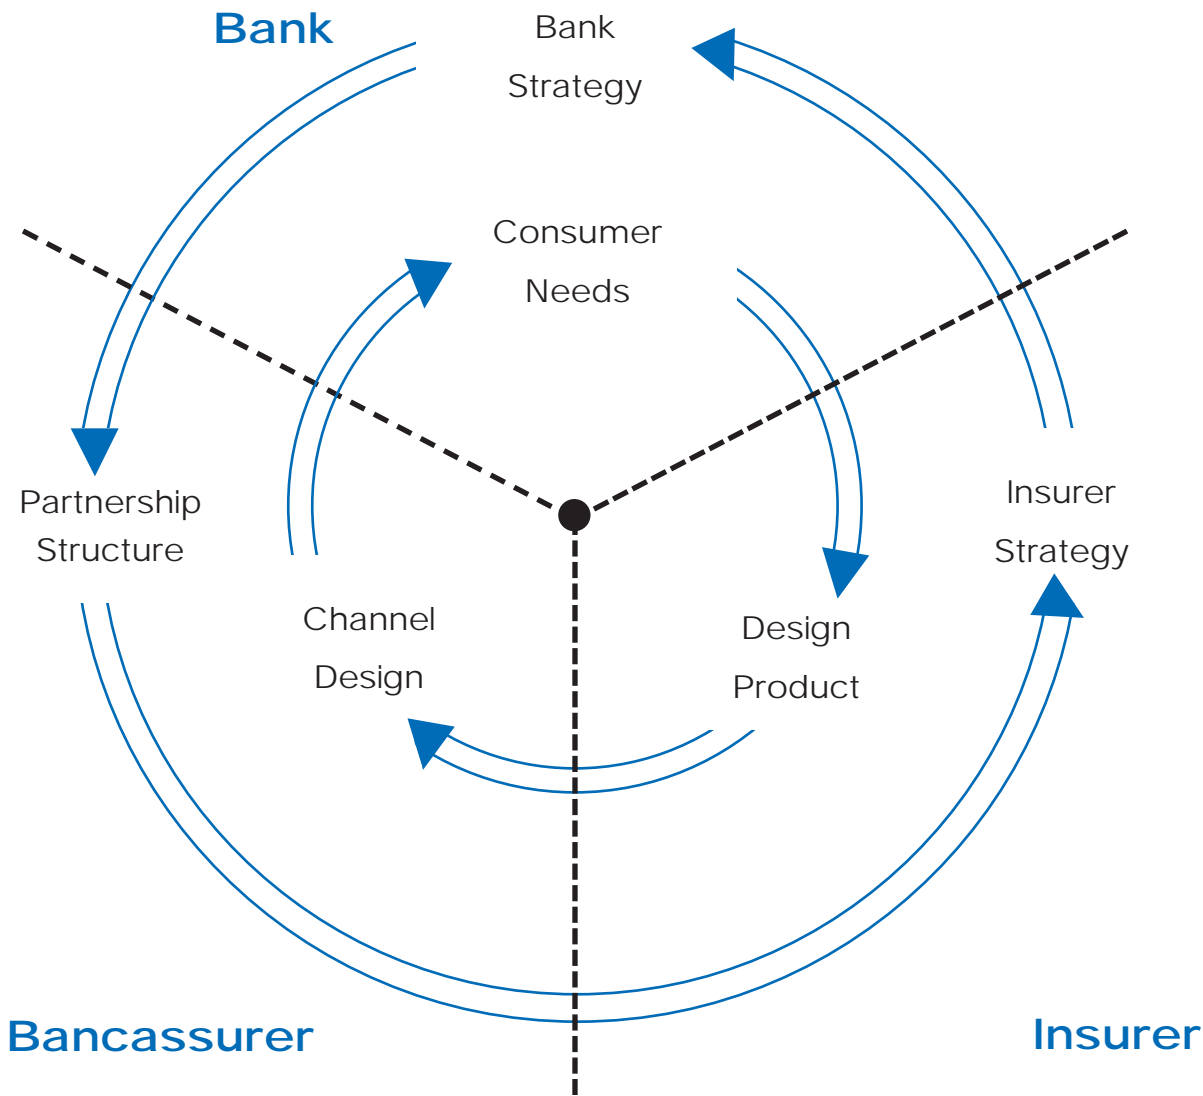 Bank
Bank
Strategy
Consumer
Needs
Partnership
Structure
Insurer
Strategy
Channel
Design
Design
Product
Bancassurer
Insurer